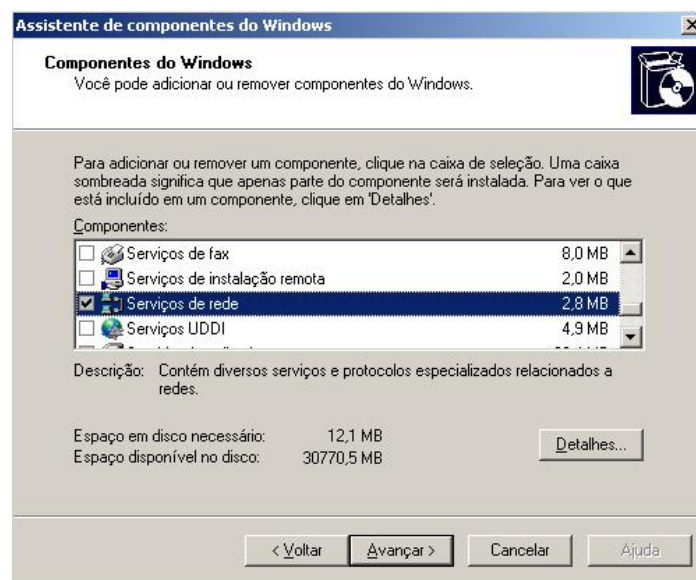 Assistente de componentes do Windows
Componentes do Windows
Você pode adicionar ou remover componentes do Windows.
Para adicionar ou remover um componente, clique na caixa de seleção. Uma caixa
sombreada significa que apenas parte do componente será instalada. Para ver o que
está incluído em um componente, clique em 'Detalhes'.
Componentes:
Serviços de fax 8,0 MB
Serviços de instalação remota 2,0 MB
Serviços de rede 2,8 MB
Serviços UDDI 4,9 MB
Descrição: Contém diversos serviços e protocolos especializados relacionados a
redes.
Espaço em disco necessário: 12,1 MB
Espaço disponível no disco: 30770,5 MB
Detalhes...
< Voltar Avançar > Cancelar Ajuda